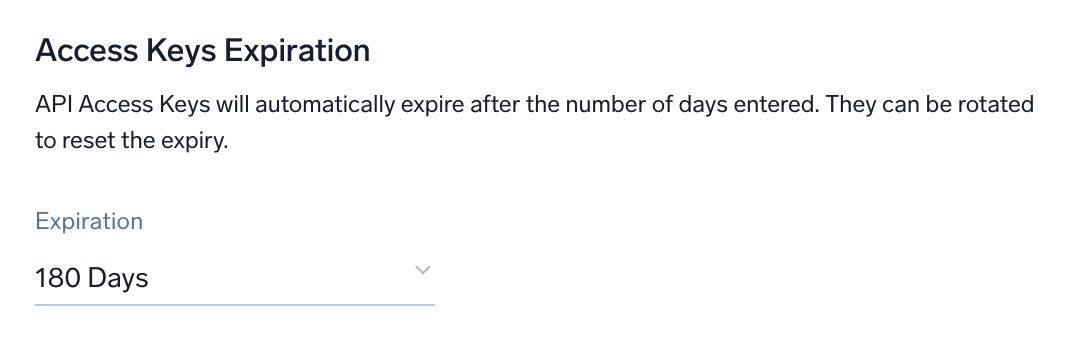 Access Keys Expiration
API Access Keys will automatically expire after the number of days entered. They can be rotated
to reset the expiry.
Expiration
180 Days